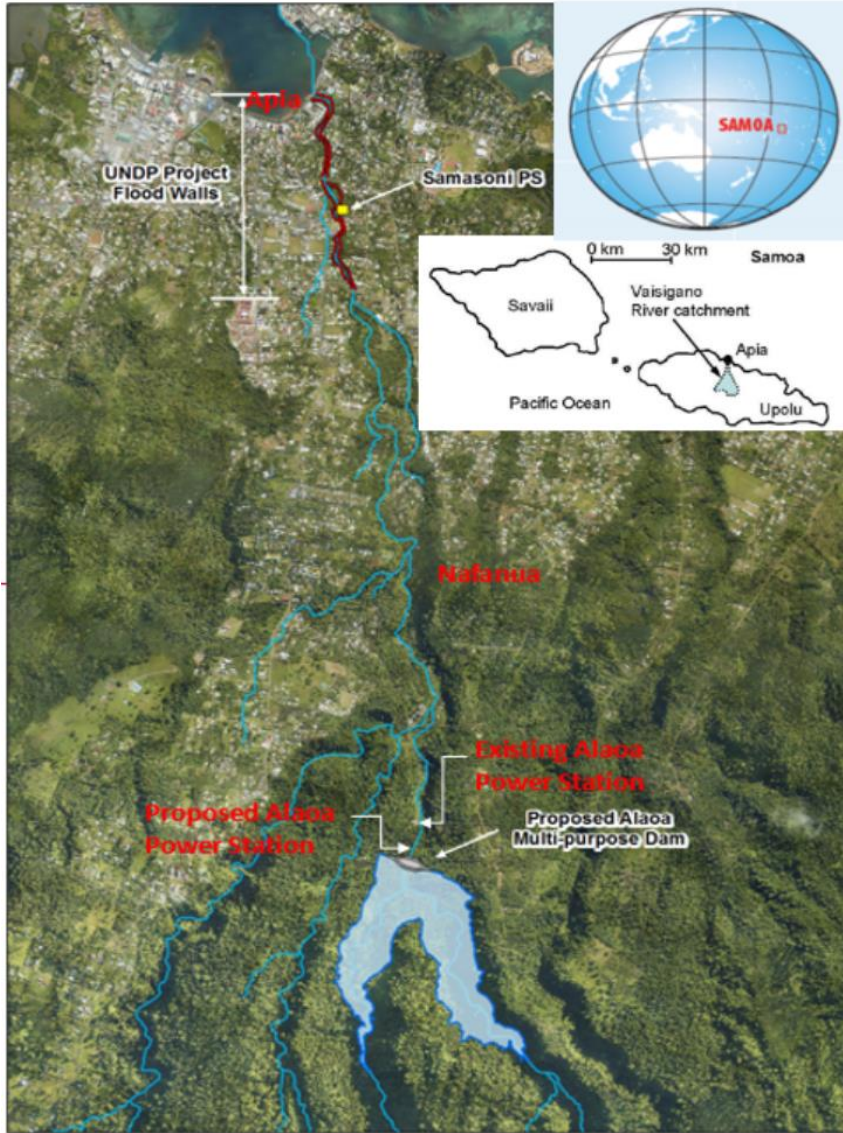 Apia
UNDP Project
Flood Walls
Samasoni PS
SAMOA
0 km 30 km Samoa
Savaii
Vaisigano
River catchment
Apia
Pacific Ocean
Upolu
Nafanua
Existing Alaoa
Power Station
Proposed Alaoa
Power Station
Proposed Alaoa
Multi-purpose Dam